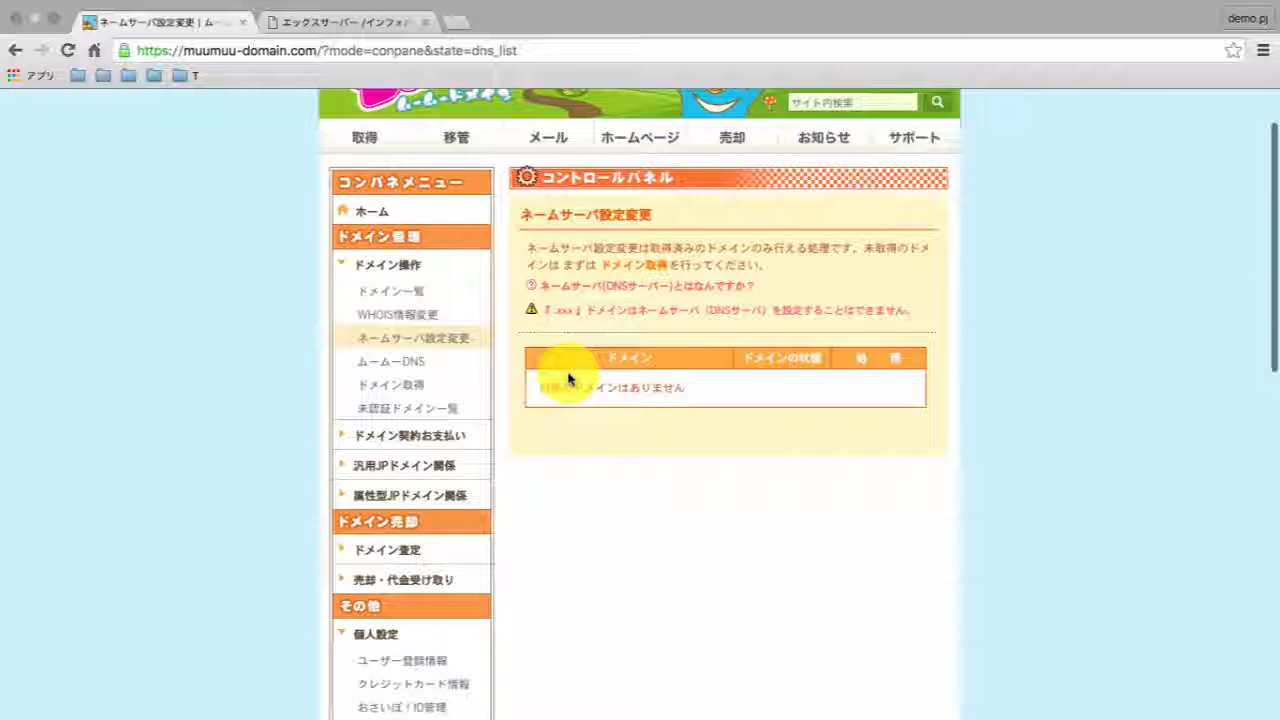 ネームサーバ設定変更 | ムー
エックスサーバー /インフォ
demo.pj
https://muumuu-domain.com/?mode=conpane&state=dns_list
アプリ
T
ムームードメイン
サイト内検索
取得
移管
メール
ホームページ
売却
お知らせ
サポート
コンパネメニュー
ホーム
ドメイン管理
ドメイン操作
ドメイン一覧
WHOIS情報変更
ネームサーバ設定変更
ムームーDNS
ドメイン取得
未認証ドメイン一覧
ドメイン契約お支払い
汎用JPドメイン関係
属性型JPドメイン関係
ドメイン売却
ドメイン査定
売却・代金受け取り
その他
個人設定
ユーザー登録情報
クレジットカード情報
おさいぽ!ID管理
コントロールパネル
ネームサーバ設定変更
ネームサーバ設定変更は取得済みのドメインのみ行える処理です。未取得のドメ
インは まずは ドメイン取得を行ってください。
ネームサーバ(DNSサーバー)とはなんですか?
『 .xxx 』ドメインはネームサーバ（DNSサーバ）を設定することはできません。
ドメイン
ドメインの状態
処 理
ドメインはありません